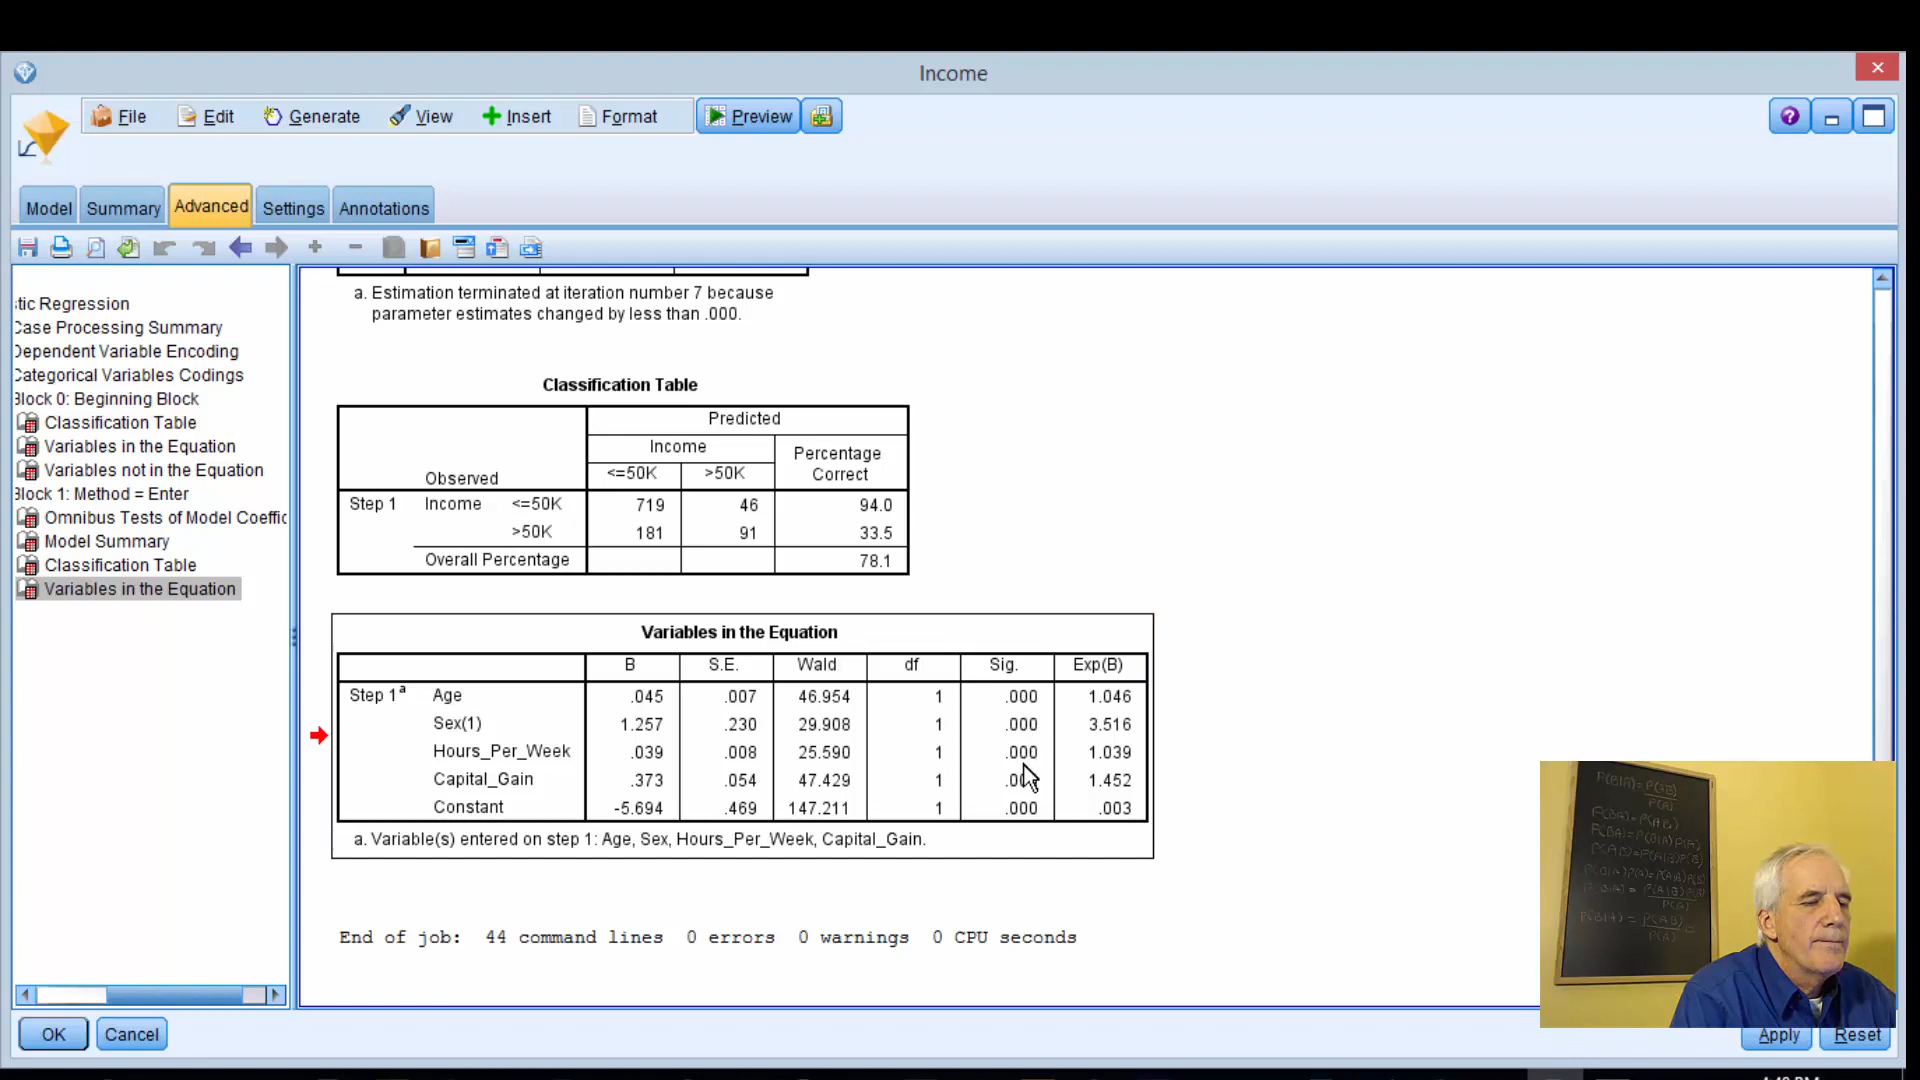 Income
File Edit Generate View Insert Format Preview
Model Summary Advanced Settings Annotations
tic Regression
Case Processing Summary
Dependent Variable Encoding
Categorical Variables Codings
Block 0: Beginning Block
Classification Table
Variables in the Equation
Variables not in the Equation
Block 1: Method = Enter
Omnibus Tests of Model Coeffic
Model Summary
Classification Table
Variables in the Equation
a. Estimation terminated at iteration number 7 because
parameter estimates changed by less than .000.
Classification Table
Predicted
Income Percentage Correct
Observed <=50K >50K
Step 1 Income <=50K 719 46 94.0
>50K 181 91 33.5
Overall Percentage 78.1
Variables in the Equation
B S.E. Wald df Sig. Exp(B)
Step 1a Age .045 .007 46.954 1 .000 1.046
Sex(1) 1.257 .230 29.908 1 .000 3.516
Hours_Per_Week .039 .008 25.590 1 .000 1.039
Capital_Gain .373 .054 47.429 1 1.452
Constant -5.694 .469 147.211 1 .000 .003
a. Variable(s) entered on step 1: Age, Sex, Hours_Per_Week, Capital_Gain.
End of job: 44 command lines 0 errors 0 warnings 0 CPU seconds
OK Cancel Apply Reset